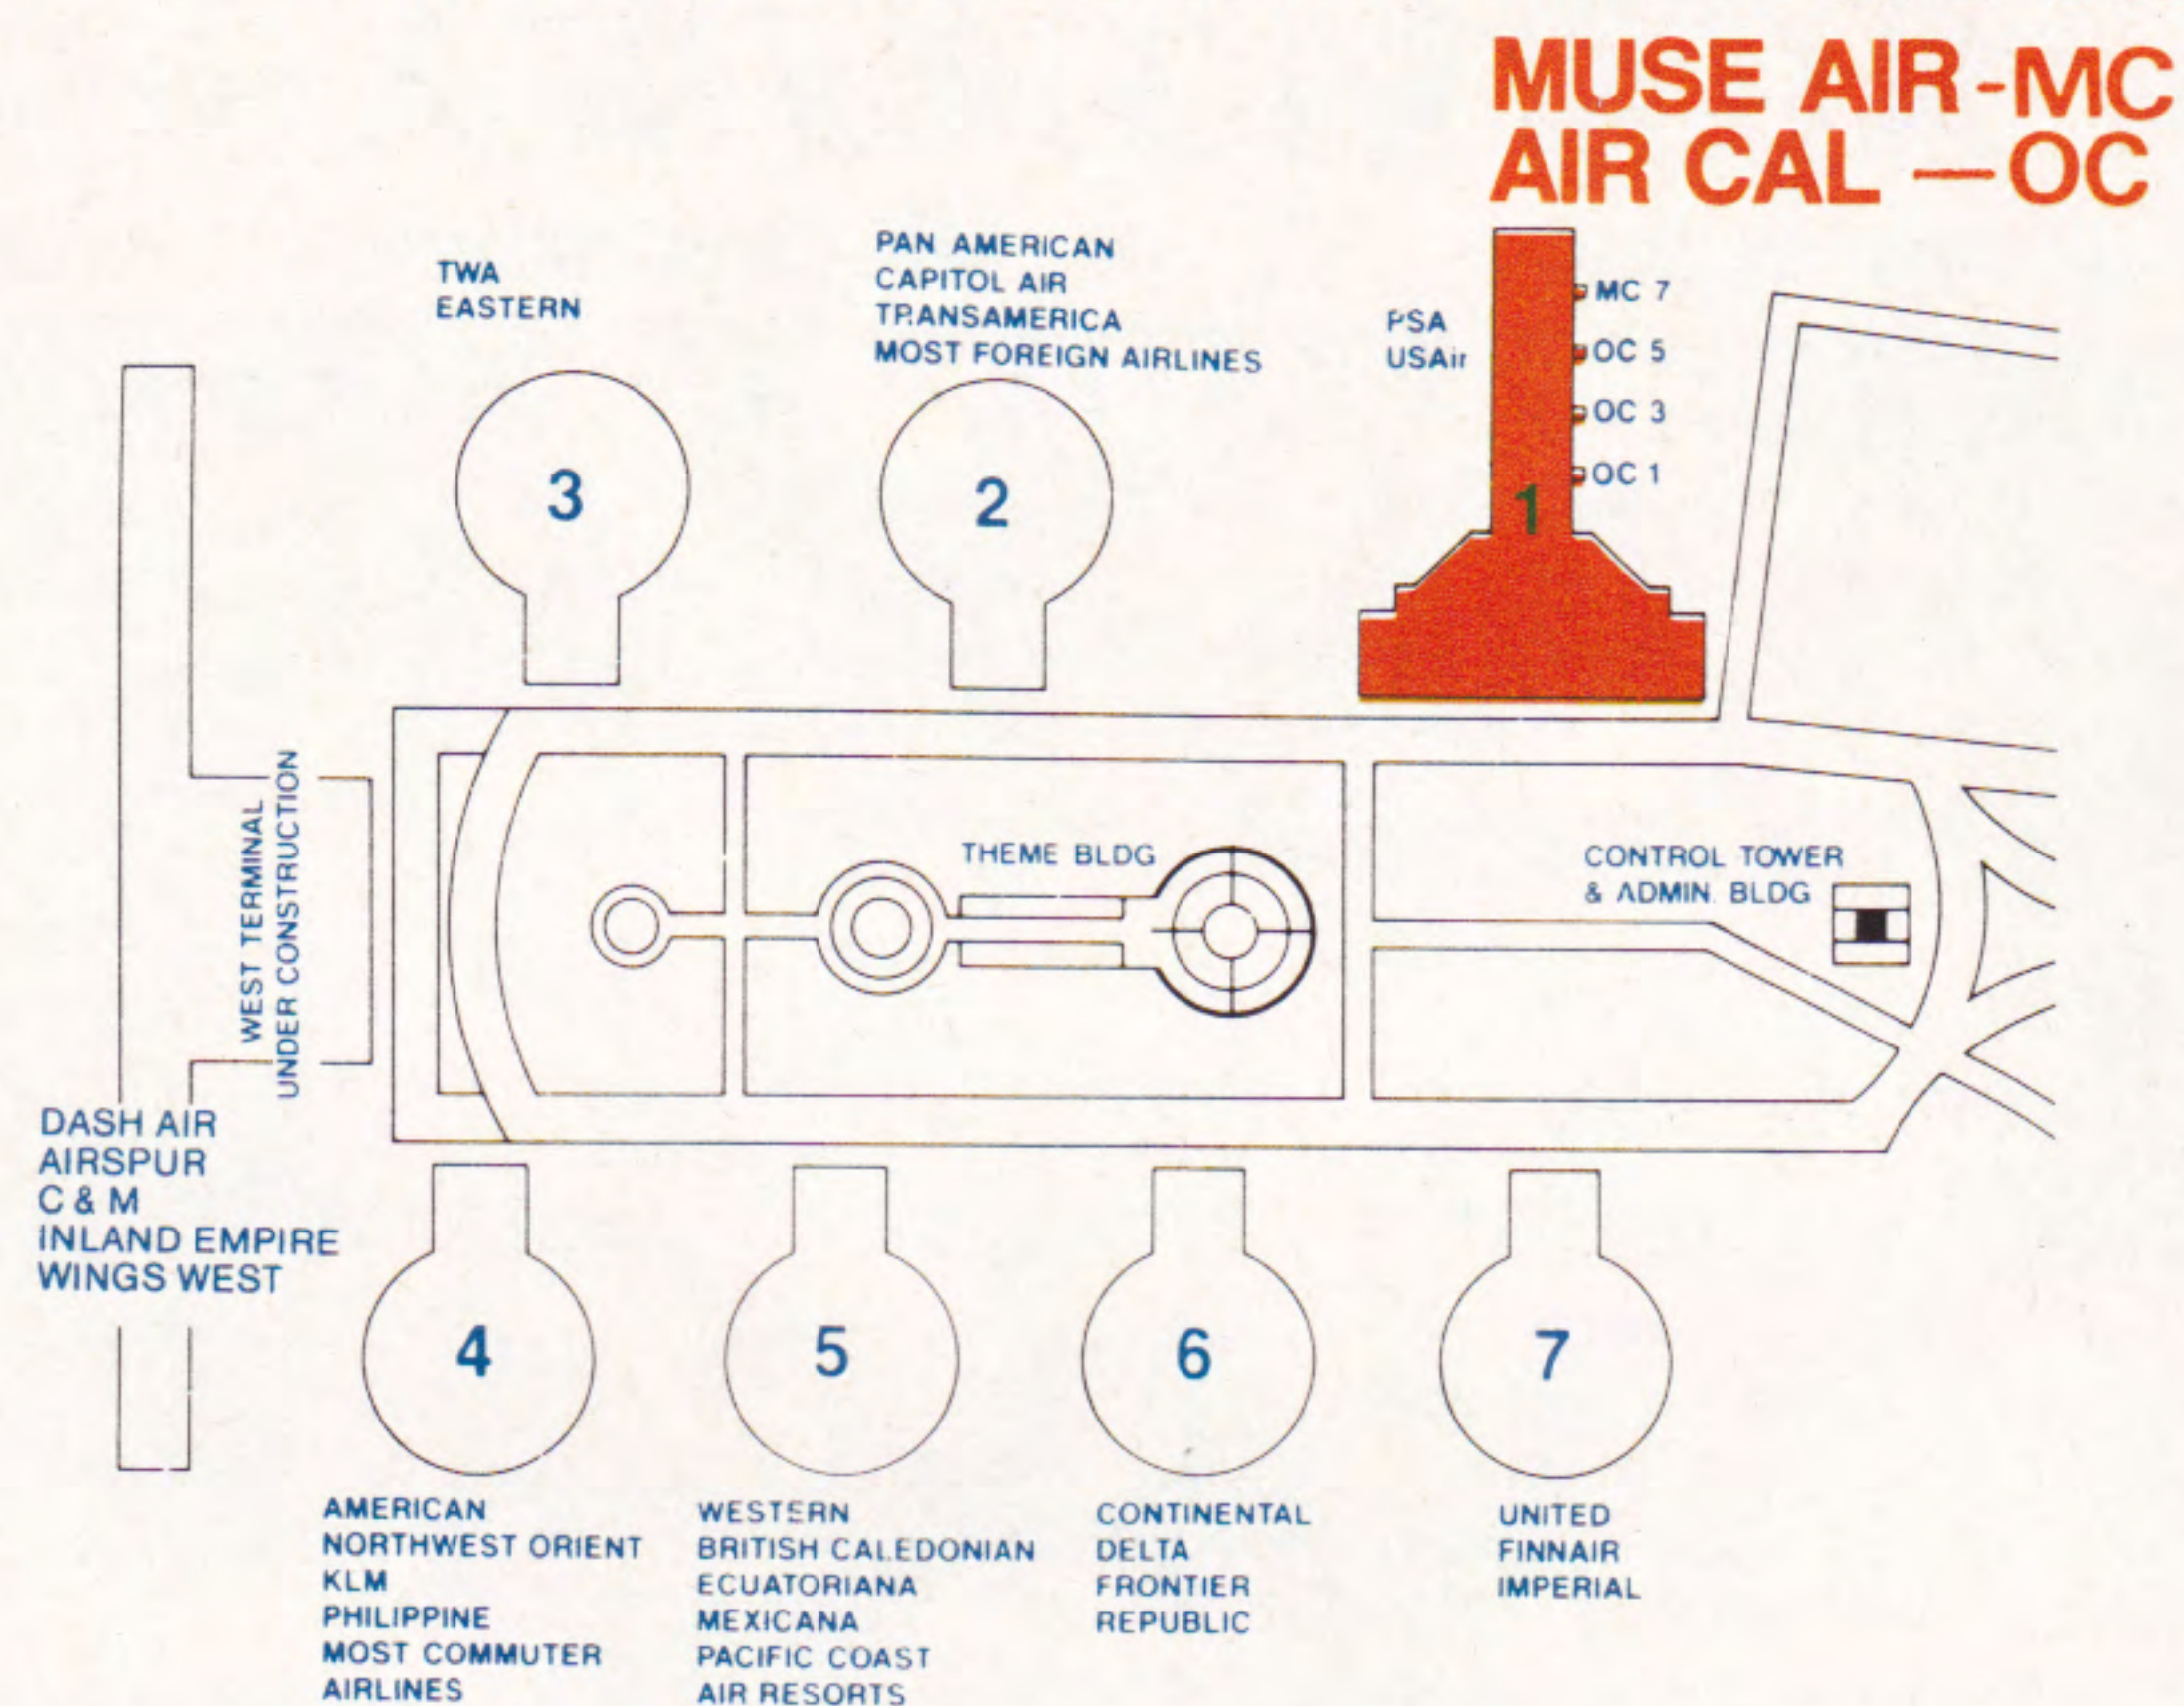 MUSE AIR -MC
AIR CAL — OC
TWA
EASTERN
PAN AMERICAN
CAPITOL AIR
TRANSAMERICA
MOST FOREIGN AIRLINES
PSA
USAir
MC 7
OC 5
OC 3
OC 1
3
2
1
WEST TERMINAL
UNDER CONSTRUCTION
THEME BLDG
CONTROL TOWER
& ADMIN. BLDG
DASH AIR
AIRSPUR
C & M
INLAND EMPIRE
WINGS WEST
4
5
6
7
AMERICAN
NORTHWEST ORIENT
KLM
PHILIPPINE
MOST COMMUTER
AIRLINES
WESTERN
BRITISH CALEDONIAN
ECUATORIANA
MEXICANA
PACIFIC COAST
AIR RESORTS
CONTINENTAL
DELTA
FRONTIER
REPUBLIC
UNITED
FINNAIR
IMPERIAL